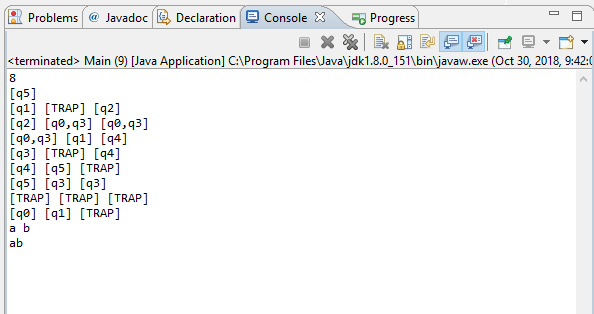 Problems @ Javadoc Declaration Console Progress
<terminated> Main (9) [Java Application] C:\Program Files\Java\jdk1.8.0_151\bin\javaw.exe (Oct 30, 2018, 9:42:0
8
[q5]
[q1] [TRAP] [q2]
[q2] [q0,q3] [q0,q3]
[q0,q3] [q1] [q4]
[q3] [TRAP] [q4]
[q4] [q5] [TRAP]
[q5] [q3] [q3]
[TRAP] [TRAP] [TRAP]
[q0] [q1] [TRAP]
a b
ab